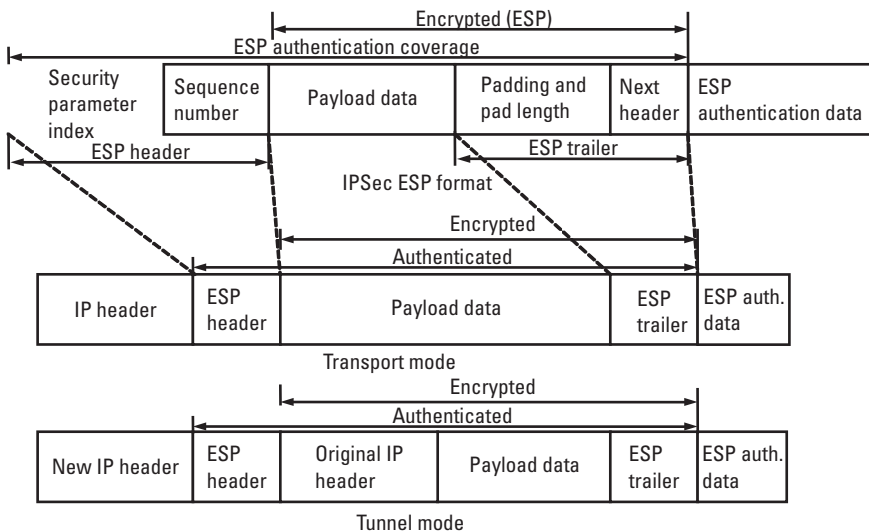 Encrypted (ESP)
ESP authentication coverage
Security
parameter
index
Sequence
number
Payload data
Padding and
pad length
Next
header
ESP
authentication data
ESP header
ESP trailer
IPSec ESP format
Encrypted
Authenticated
IP header
ESP
header
Payload data
ESP
trailer
ESP auth.
data
Transport mode
Encrypted
Authenticated
New IP header
ESP
header
Original IP
header
Payload data
ESP
trailer
ESP auth.
data
Tunnel mode